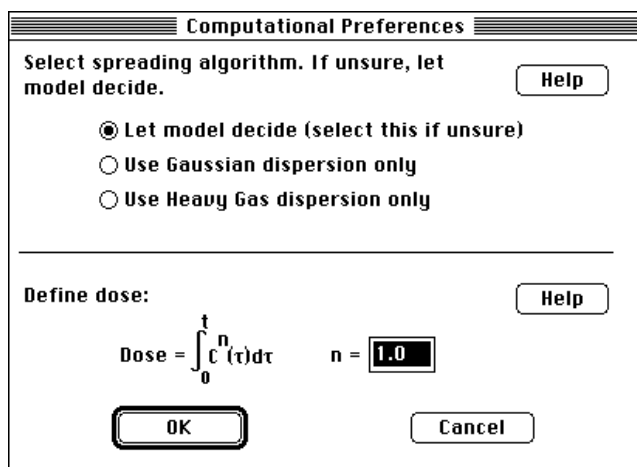 Computational Preferences
Select spreading algorithm. If unsure, let
model decide.
Help
Let model decide (select this if unsure)
Use Gaussian dispersion only
Use Heavy Gas dispersion only
Define dose:
Help
Dose = ∫₀ᵗ Cⁿ(τ)dτ
n = 1.0
OK
Cancel